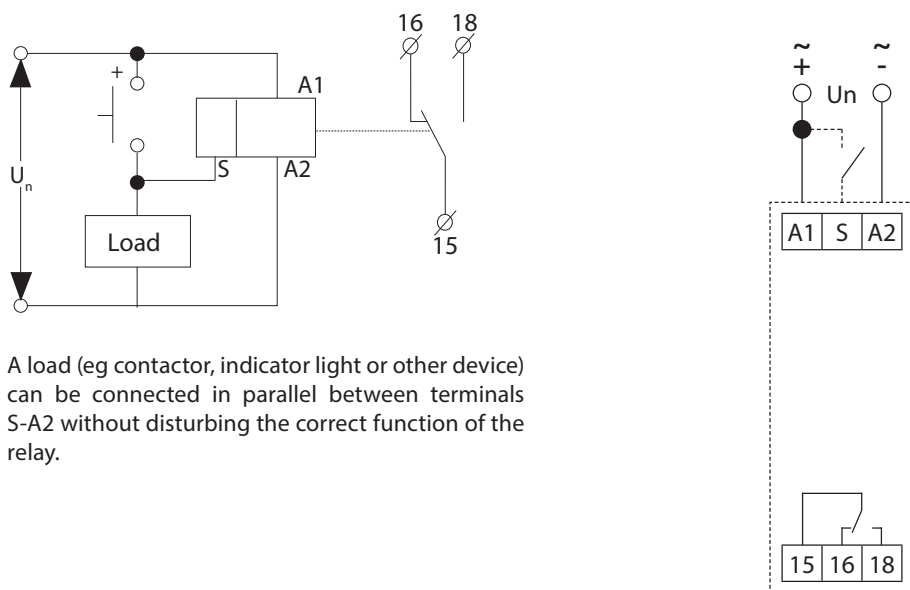 16 18
+
A1
S A2
Uₙ
Load
15
A load (eg contactor, indicator light or other device)
can be connected in parallel between terminals
S-A2 without disturbing the correct function of the
relay.
~ ~
+ -
Un
A1 S A2
15 16 18